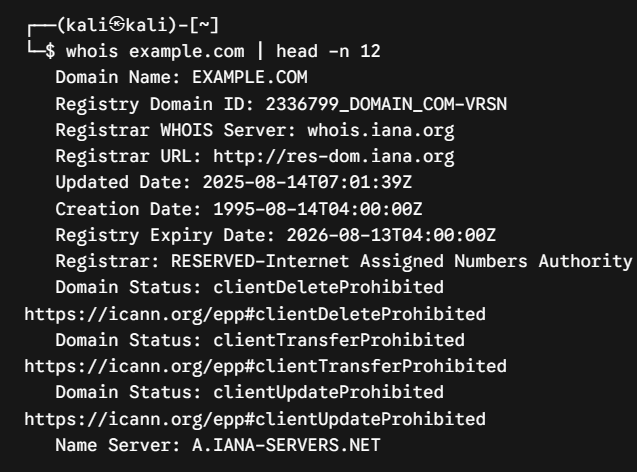 ┌──(kali㉿kali)-[~]
└─$ whois example.com | head -n 12
Domain Name: EXAMPLE.COM
Registry Domain ID: 2336799_DOMAIN_COM-VRSN
Registrar WHOIS Server: whois.iana.org
Registrar URL: http://res-dom.iana.org
Updated Date: 2025-08-14T07:01:39Z
Creation Date: 1995-08-14T04:00:00Z
Registry Expiry Date: 2026-08-13T04:00:00Z
Registrar: RESERVED-Internet Assigned Numbers Authority
Domain Status: clientDeleteProhibited
https://icann.org/epp#clientDeleteProhibited
Domain Status: clientTransferProhibited
https://icann.org/epp#clientTransferProhibited
Domain Status: clientUpdateProhibited
https://icann.org/epp#clientUpdateProhibited
Name Server: A.IANA-SERVERS.NET